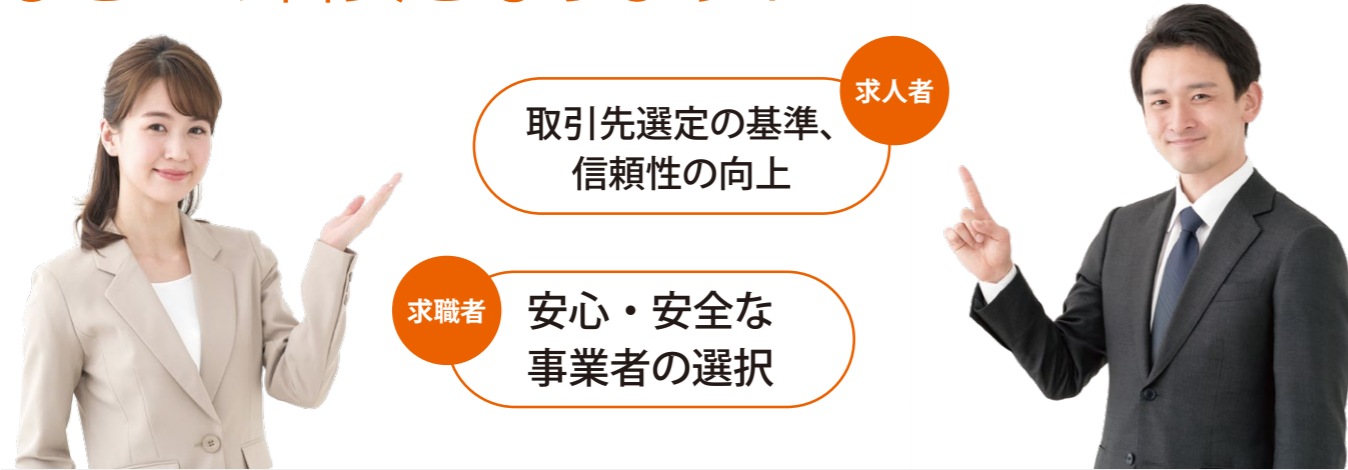 求人者
取引先選定の基準、
信頼性の向上
求職者
安心・安全な
事業者の選択